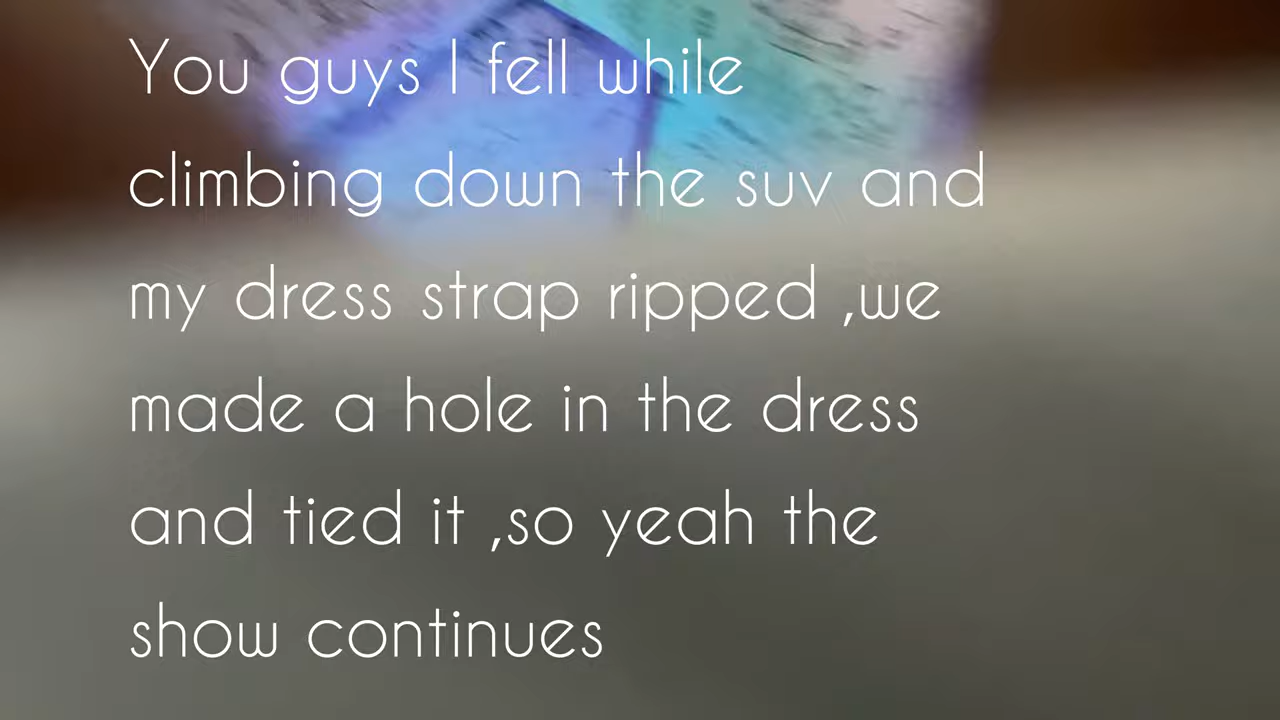 You guys I fell while
climbing down the suv and
my dress strap ripped ,we
made a hole in the dress
and tied it ,so yeah the
show continues